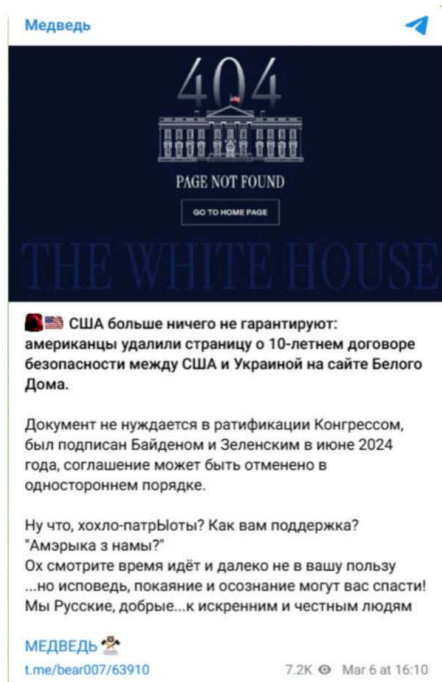 Медведь
404
PAGE NOT FOUND
GO TO HOME PAGE
THE WHITE HOUSE
США больше ничего не гарантируют:
американцы удалили страницу о 10-летнем договоре
безопасности между США и Украиной на сайте Белого
Дома.
Документ не нуждается в ратификации Конгрессом,
был подписан Байденом и Зеленским в июне 2024
года, соглашение может быть отменено в
одностороннем порядке.
Ну что, хохло-патрЫоты? Как вам поддержка?
"Амэрыка з намы?"
Ох смотрите время идёт и далеко не в вашу пользу
...но исповедь, покаяние и осознание могут вас спасти!
Мы Русские, добрые...к искренним и честным людям
МЕДВЕДЬ
t.me/bear007/63910
7.2K Mar 6 at 16:10